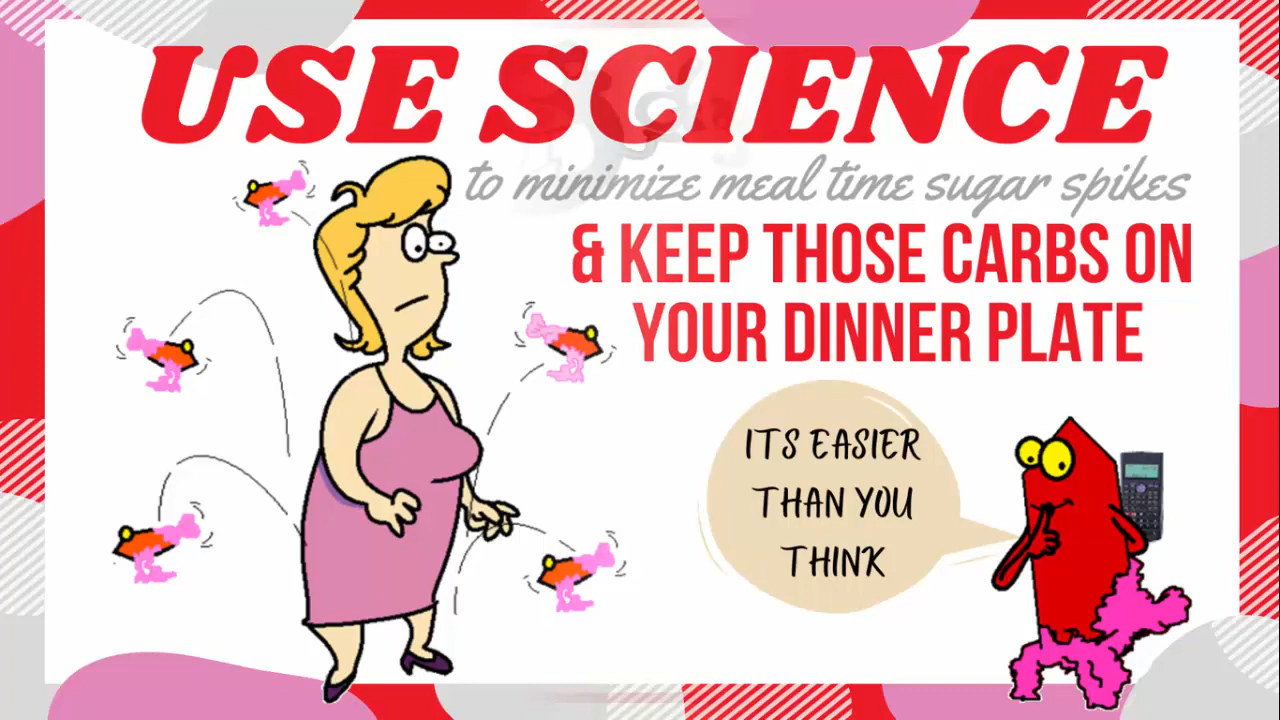 USE SCIENCE
to minimize meal time sugar spikes
& KEEP THOSE CARBS ON
YOUR DINNER PLATE
ITS EASIER
THAN YOU
THINK